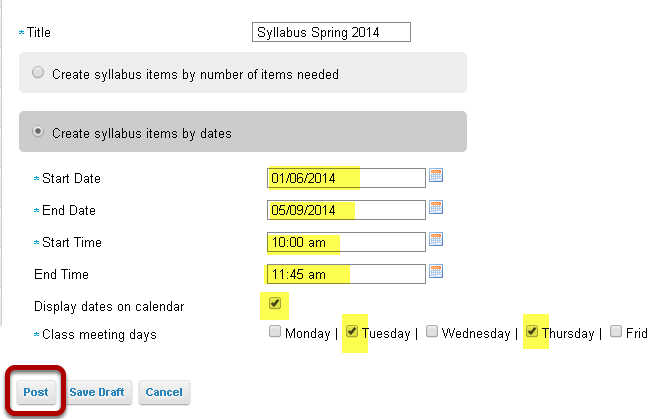 * Title Syllabus Spring 2014
Create syllabus items by number of items needed
Create syllabus items by dates
* Start Date 01/06/2014
* End Date 05/09/2014
* Start Time 10:00 am
End Time 11:45 am
Display dates on calendar
* Class meeting days Monday | Tuesday | Wednesday | Thursday | Frid
Post Save Draft Cancel